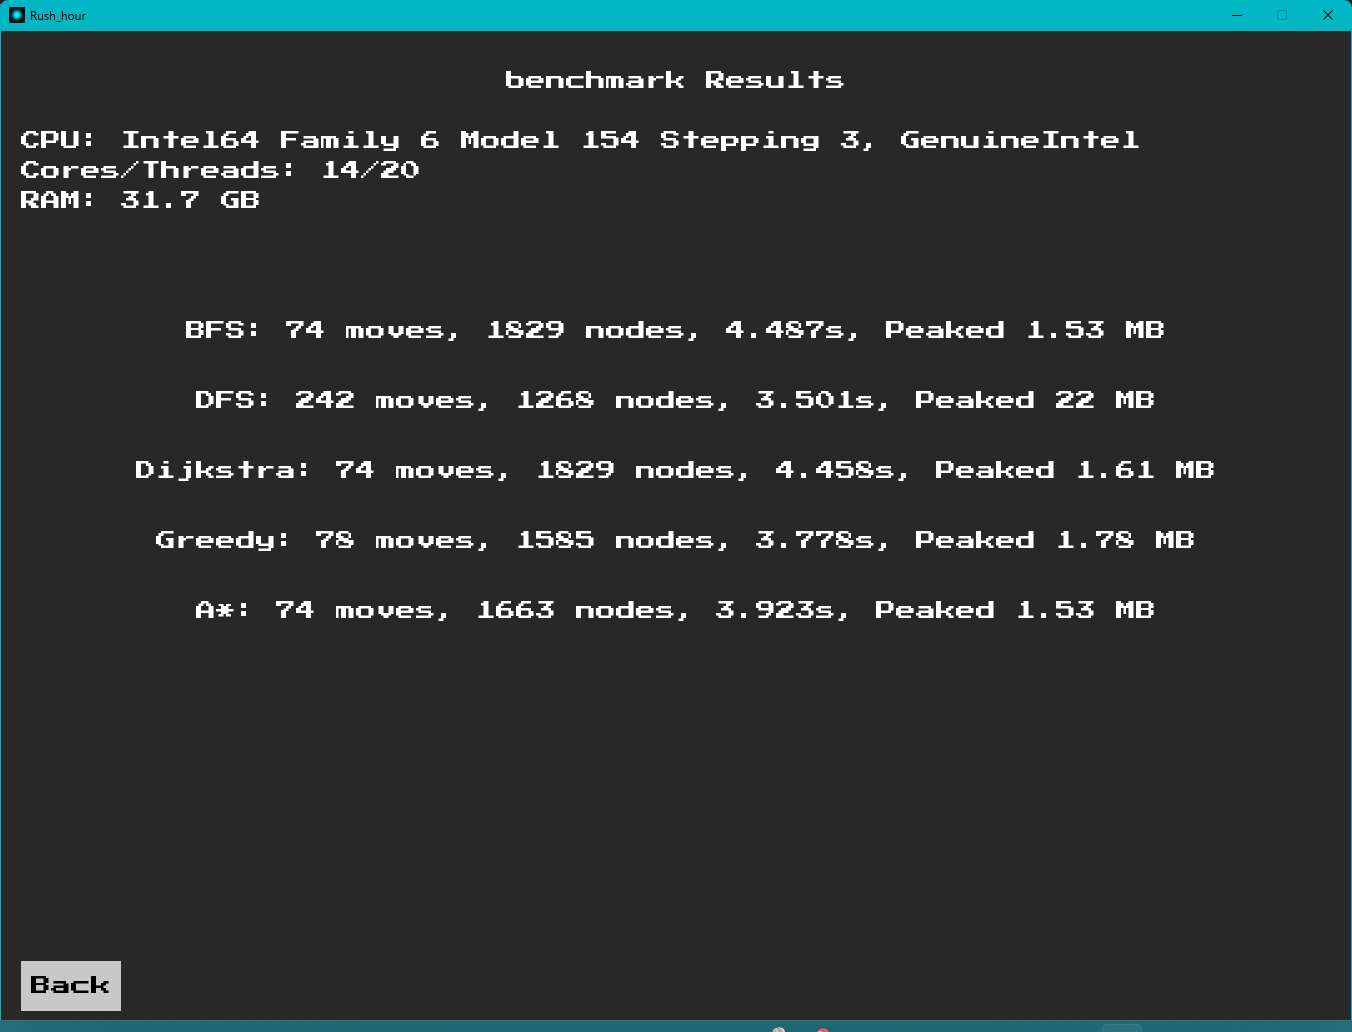 Rush_hour
benchmark Results
CPU: Intel64 Family 6 Model 154 Stepping 3, GenuineIntel
Cores/Threads: 14/20
RAM: 31.7 GB
BFS: 74 moves, 1829 nodes, 4.487s, Peaked 1.53 MB
DFS: 242 moves, 1268 nodes, 3.501s, Peaked 22 MB
Dijkstra: 74 moves, 1829 nodes, 4.458s, Peaked 1.61 MB
Greedy: 78 moves, 1585 nodes, 3.778s, Peaked 1.78 MB
A*: 74 moves, 1663 nodes, 3.923s, Peaked 1.53 MB
Back